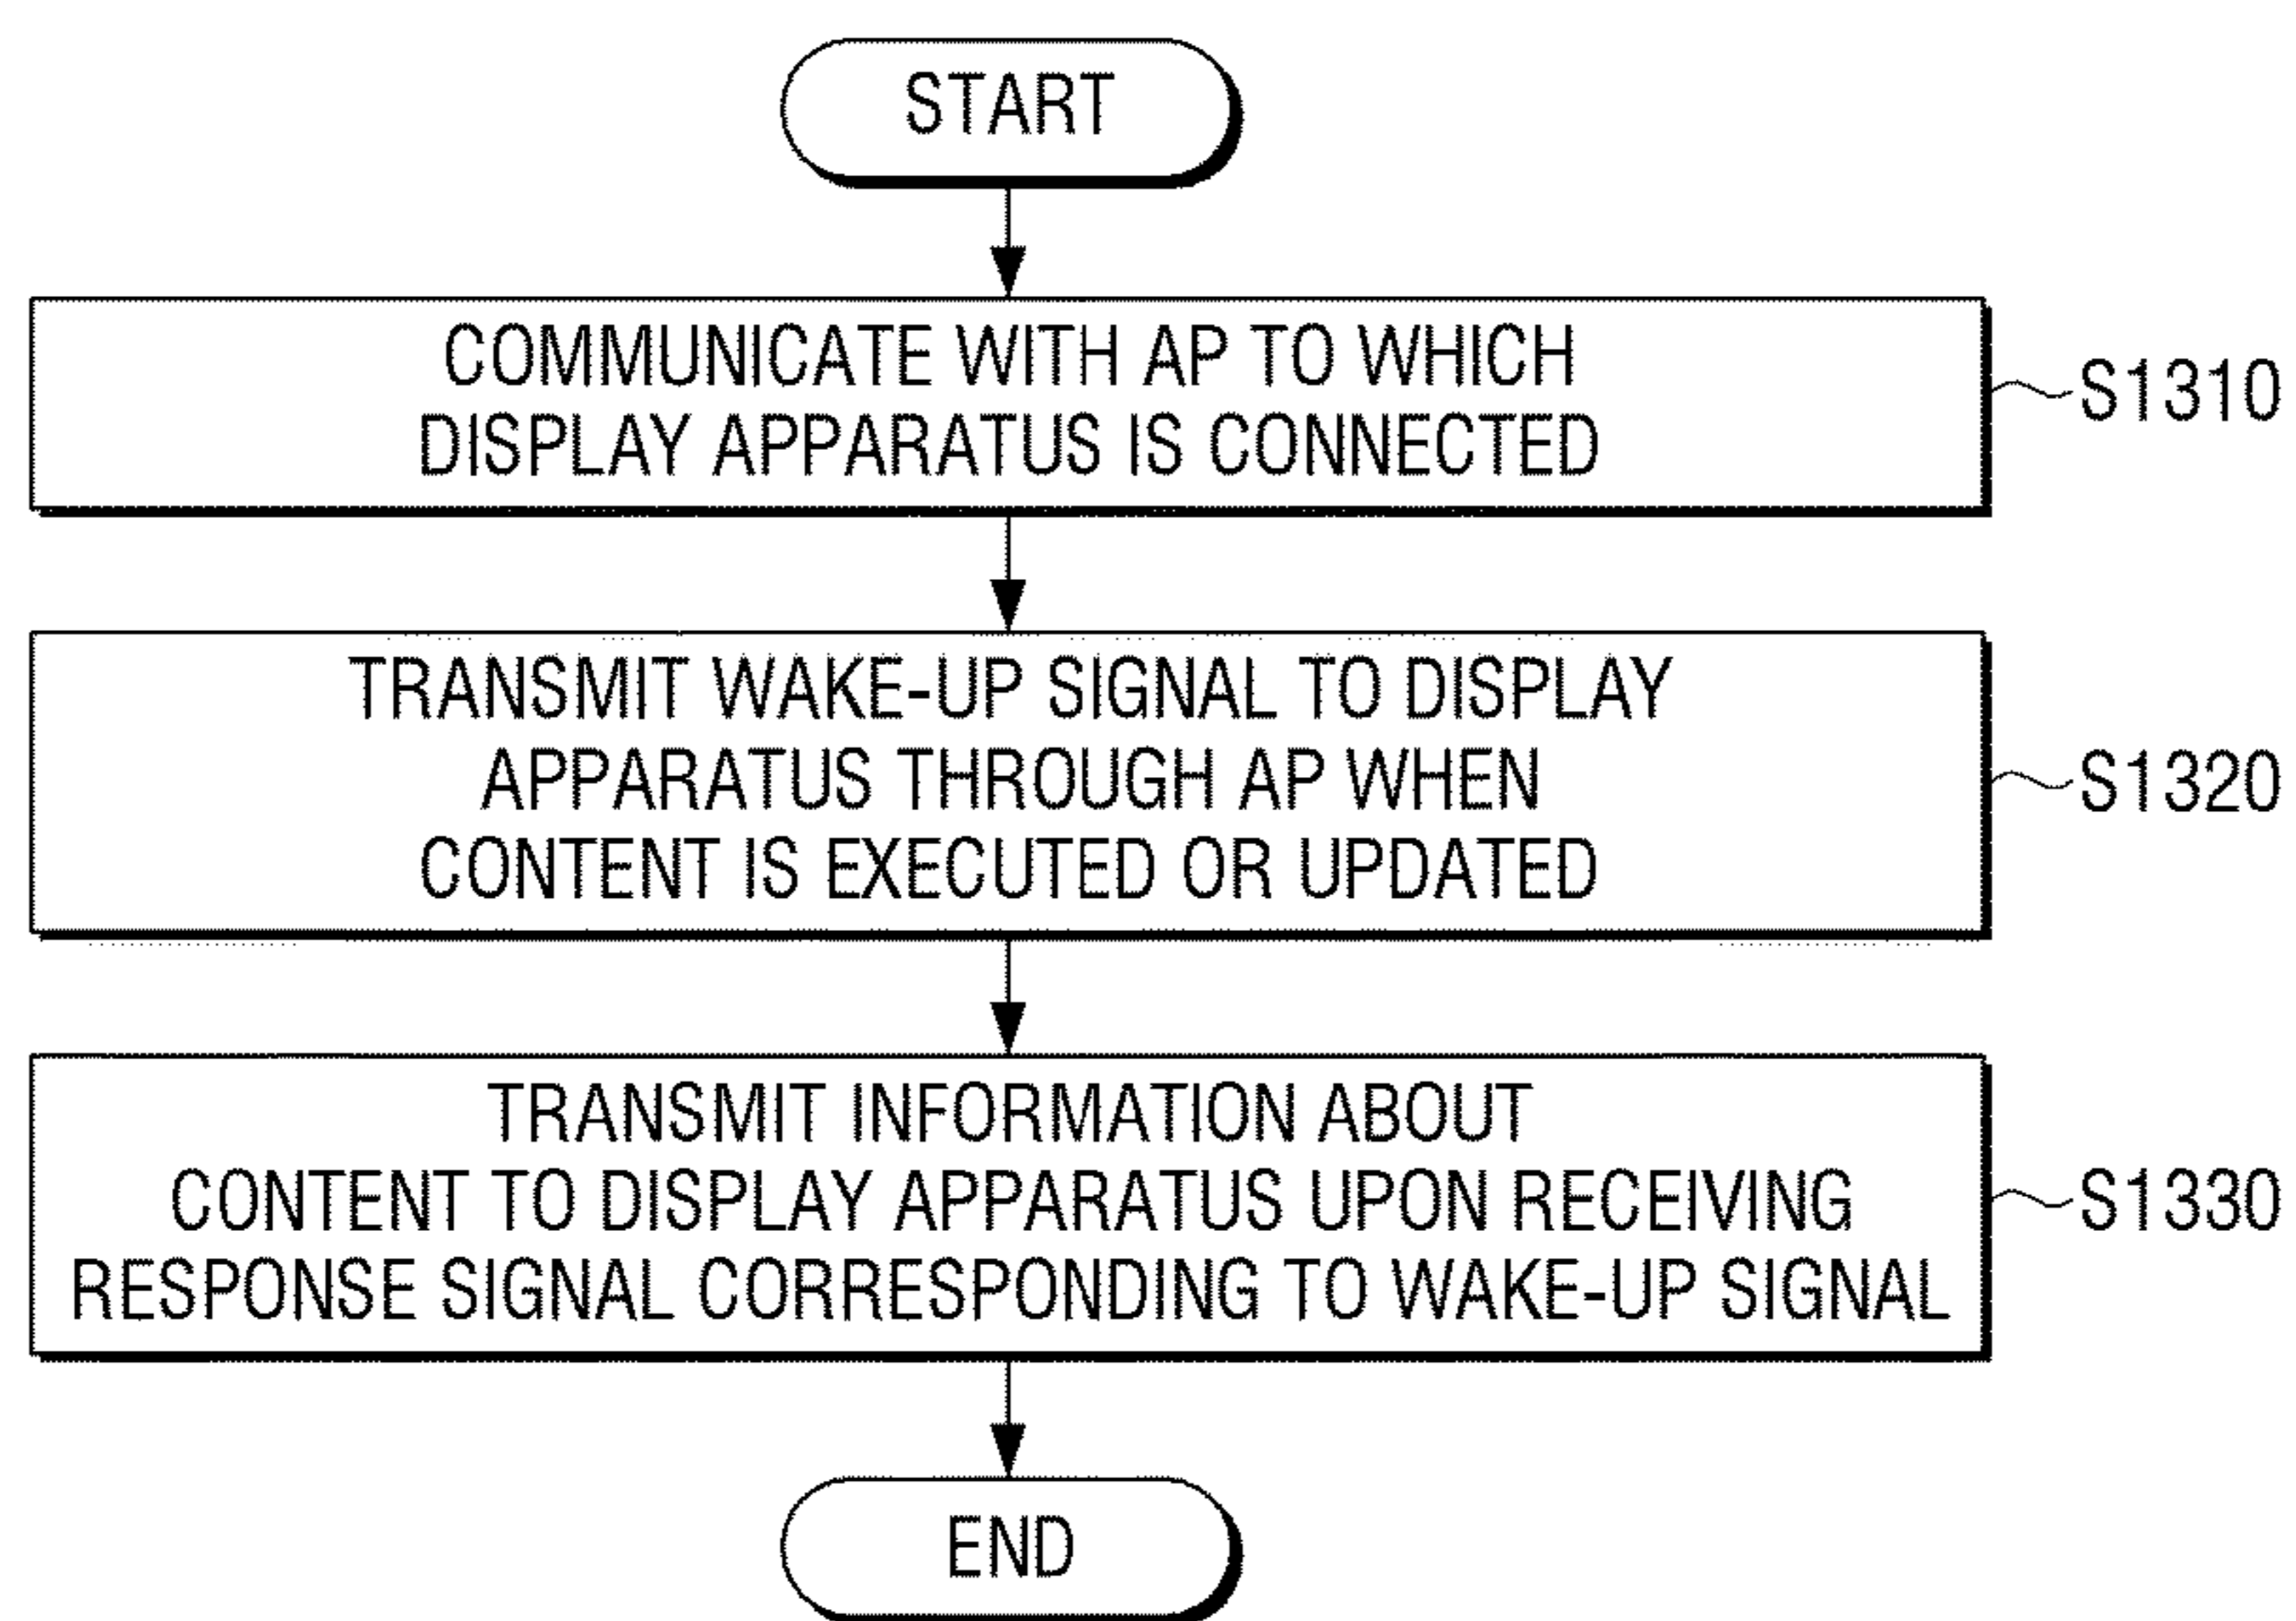 START
COMMUNICATE WITH AP TO WHICH
DISPLAY APPARATUS IS CONNECTED
S1310
TRANSMIT WAKE-UP SIGNAL TO DISPLAY
APPARATUS THROUGH AP WHEN
CONTENT IS EXECUTED OR UPDATED
S1320
TRANSMIT INFORMATION ABOUT
CONTENT TO DISPLAY APPARATUS UPON RECEIVING
RESPONSE SIGNAL CORRESPONDING TO WAKE-UP SIGNAL
S1330
END